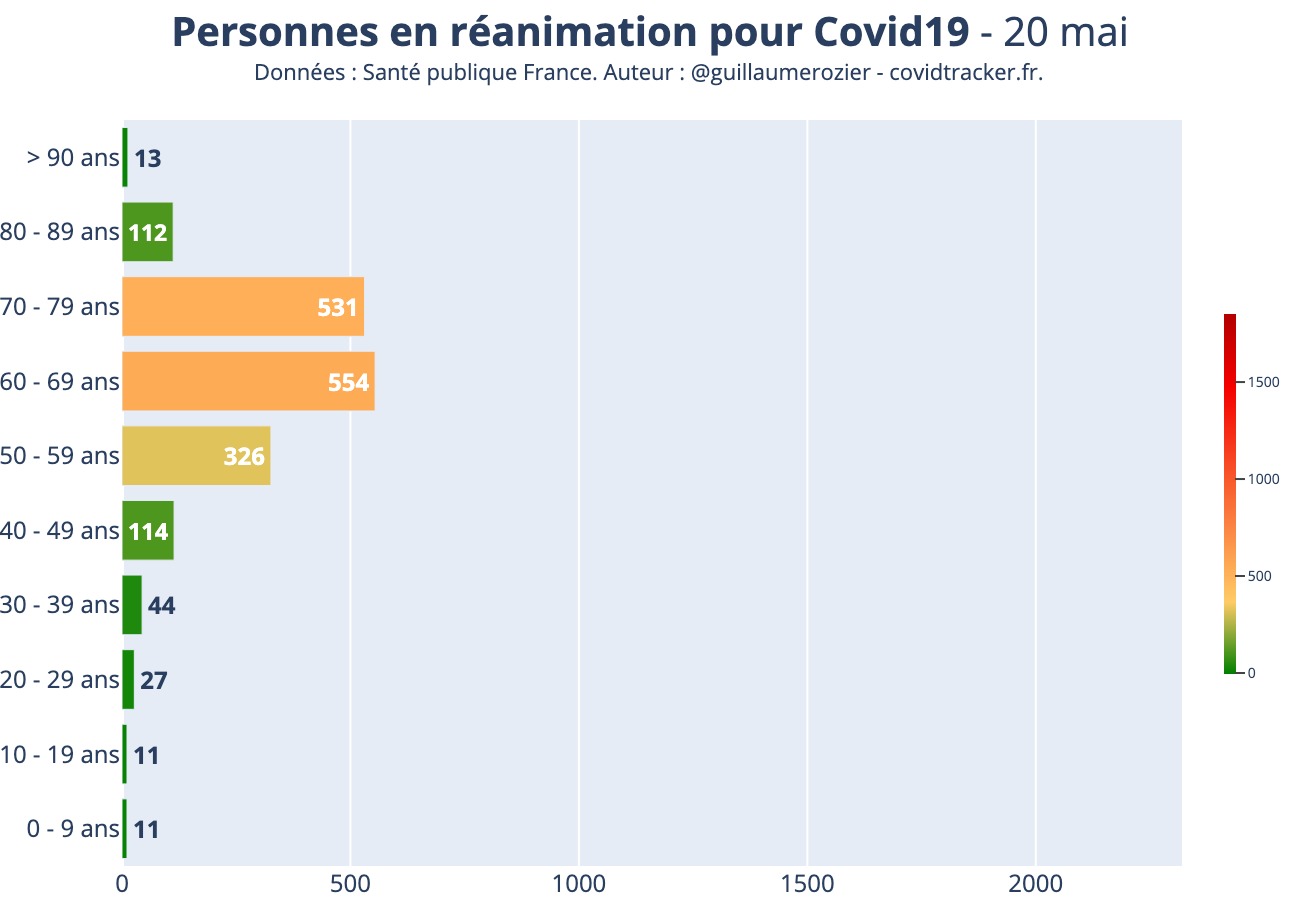 Personnes en réanimation pour Covid19 - 20 mai
Données : Santé publique France. Auteur : @guillaumerozier - covidtracker.fr.
> 90 ans 13
80 - 89 ans 112
70 - 79 ans 531
60 - 69 ans 554
50 - 59 ans 326
40 - 49 ans 114
30 - 39 ans 44
20 - 29 ans 27
10 - 19 ans 11
0 - 9 ans 11
0 500 1000 1500 2000
1500
1000
500
0